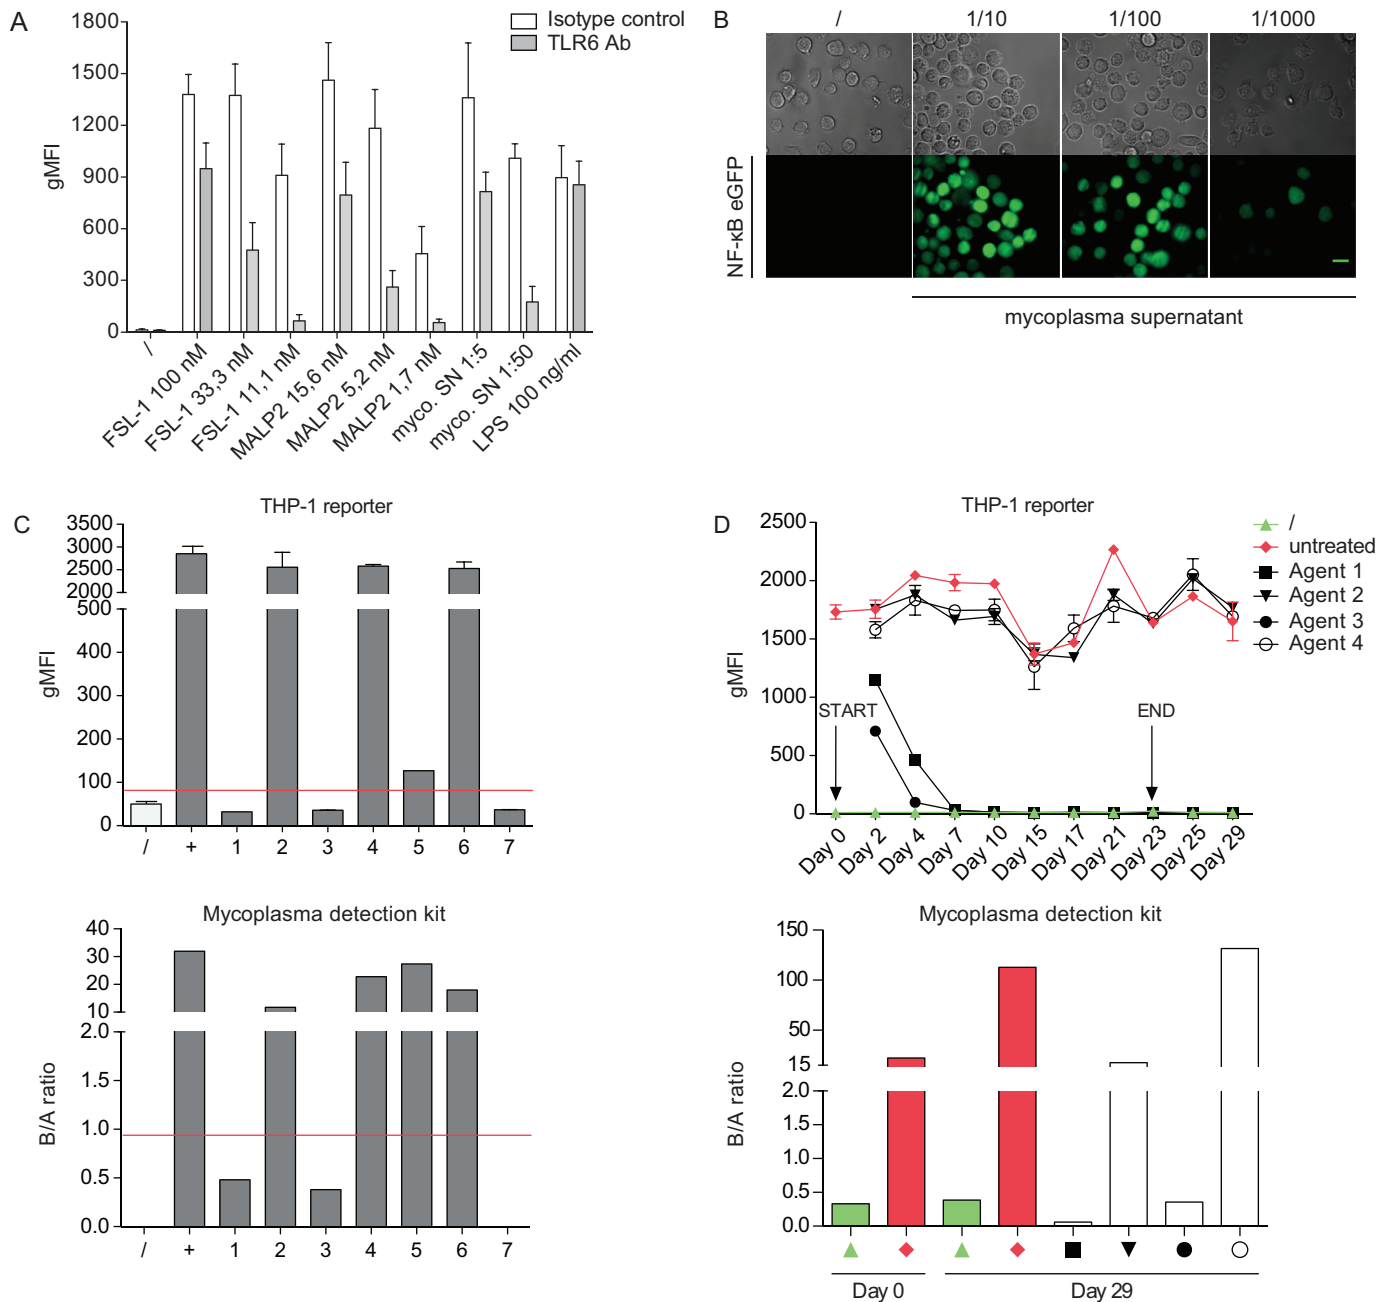 A
1800
1500
1200
900
600
300
0
gMFI
Isotype control
TLR6 Ab
/
FSL-1 100 nM
FSL-1 33,3 nM
FSL-1 11,1 nM
MALP2 15,6 nM
MALP2 5,2 nM
MALP2 1,7 nM
myco. SN 1:5
myco. SN 1:50
LPS 100 ng/ml
B
/ 1/10 1/100 1/1000
NF-κB eGFP
mycoplasma supernatant
C
THP-1 reporter
3500
3000
2500
2000
500
400
300
200
100
0
gMFI
/ + 1 2 3 4 5 6 7
Mycoplasma detection kit
40
30
20
10
2.0
1.5
1.0
0.5
0.0
B/A ratio
/ + 1 2 3 4 5 6 7
D
THP-1 reporter
2500
2000
1500
1000
500
0
gMFI
START
END
/
untreated
Agent 1
Agent 2
Agent 3
Agent 4
Day 0
Day 2
Day 4
Day 7
Day 10
Day 15
Day 17
Day 21
Day 23
Day 25
Day 29
Mycoplasma detection kit
150
100
50
15
2.0
1.5
1.0
0.5
0.0
B/A ratio
Day 0 Day 29